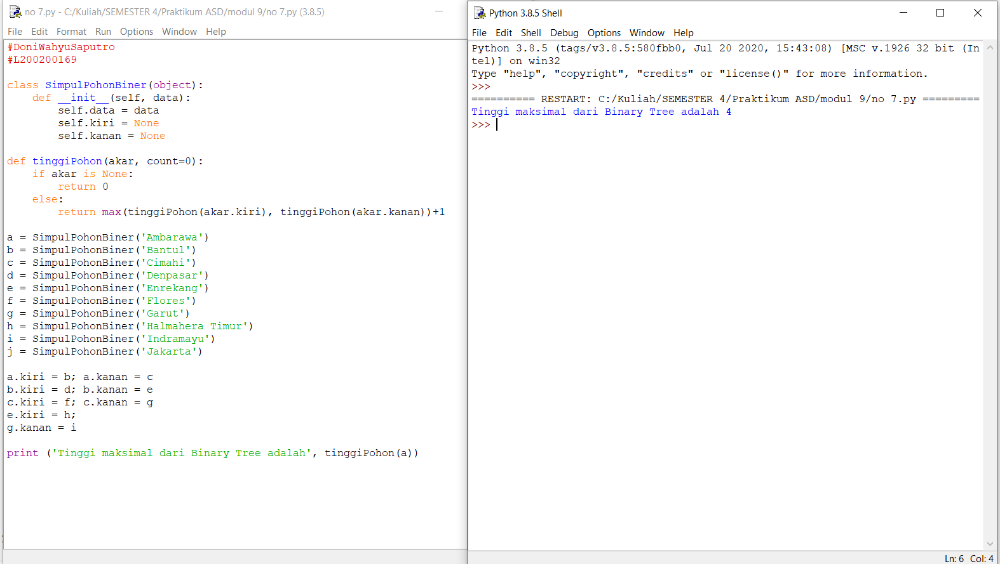 no 7.py - C:/Kuliah/SEMESTER 4/Praktikum ASD/modul 9/no 7.py (3.8.5)
File Edit Format Run Options Window Help
#DoniWahyuSaputro
#L200200169
class SimpulPohonBiner(object):
    def __init__(self, data):
        self.data = data
        self.kiri = None
        self.kanan = None
def tinggiPohon(akar, count=0):
    if akar is None:
        return 0
    else:
        return max(tinggiPohon(akar.kiri), tinggiPohon(akar.kanan))+1
a = SimpulPohonBiner('Ambarawa')
b = SimpulPohonBiner('Bantul')
c = SimpulPohonBiner('Cimahi')
d = SimpulPohonBiner('Denpasar')
e = SimpulPohonBiner('Enrekang')
f = SimpulPohonBiner('Flores')
g = SimpulPohonBiner('Garut')
h = SimpulPohonBiner('Halmahera Timur')
i = SimpulPohonBiner('Indramayu')
j = SimpulPohonBiner('Jakarta')
a.kiri = b; a.kanan = c
b.kiri = d; b.kanan = e
c.kiri = f; c.kanan = g
e.kiri = h;
g.kanan = i
print ('Tinggi maksimal dari Binary Tree adalah', tinggiPohon(a))
Python 3.8.5 Shell
File Edit Shell Debug Options Window Help
Python 3.8.5 (tags/v3.8.5:580fbb0, Jul 20 2020, 15:43:08) [MSC v.1926 32 bit (In
tel)] on win32
Type "help", "copyright", "credits" or "license()" for more information.
>>>
========== RESTART: C:/Kuliah/SEMESTER 4/Praktikum ASD/modul 9/no 7.py =========
Tinggi maksimal dari Binary Tree adalah 4
>>>
Ln: 6 Col: 4